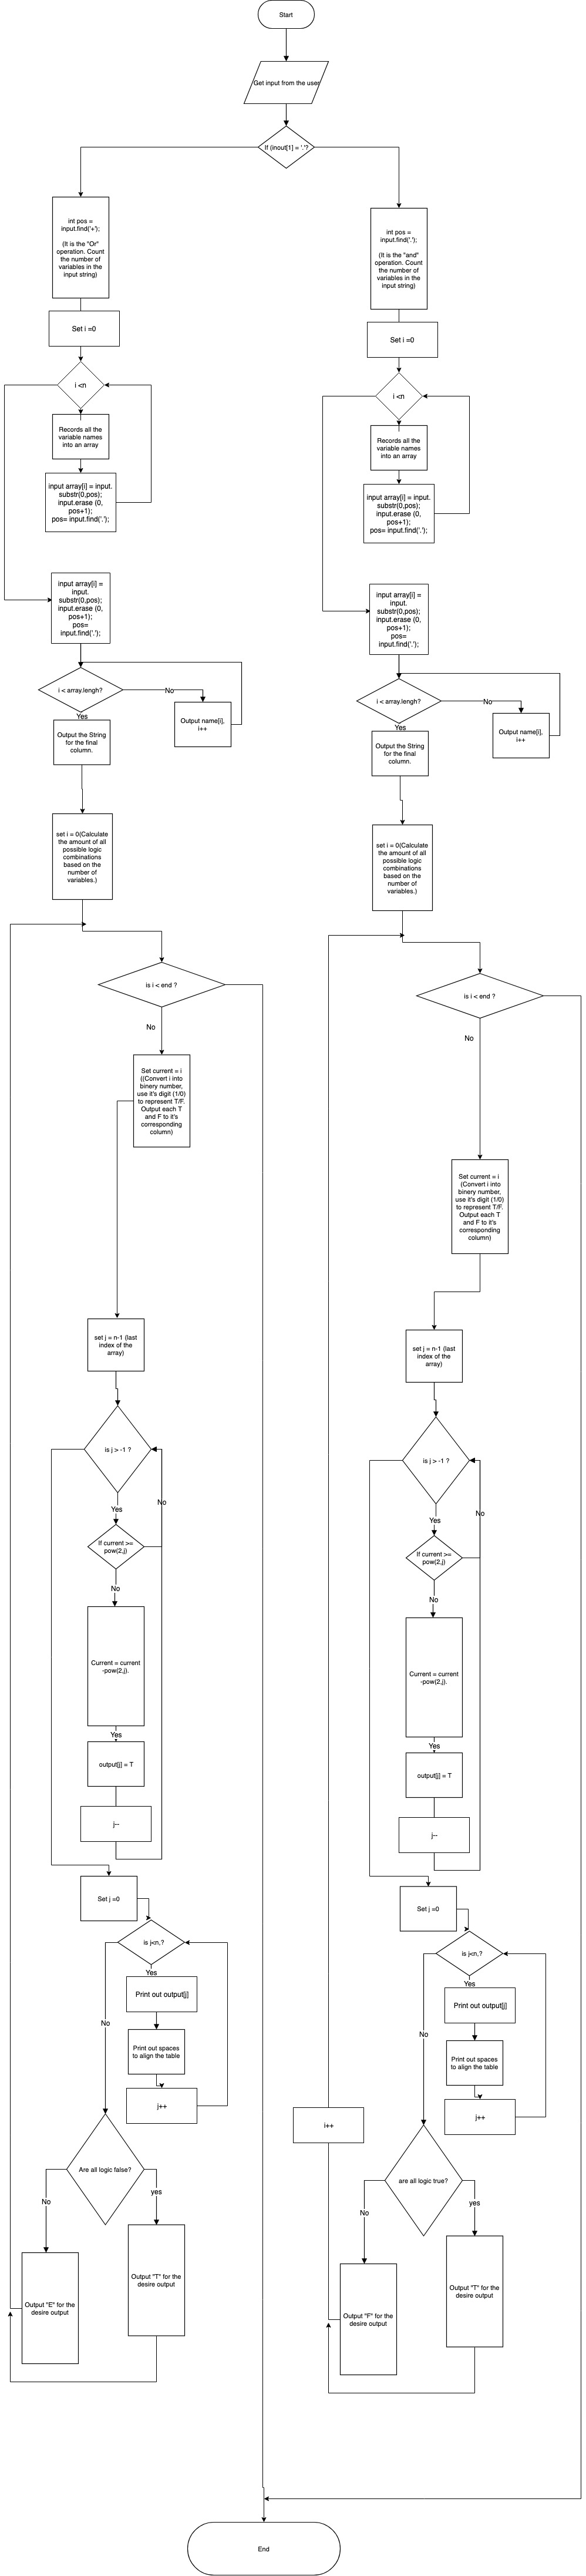 Start
Get input from the user
If (inout[1] = '.'?
int pos =
input.find('+');
(It is the "Or"
operation. Count
the number of
variables in the
input string)
Set i =0
i <n
Records all the
variable names
into an array
input array[i] = input.
substr(0,pos);
input.erase (0,
pos+1);
pos= input.find('.');
input array[i] =
input.
substr(0,pos);
input.erase (0,
pos+1);
pos=
input.find('.');
i < array.lengh?
No
Output name[i],
i++
Yes
Output the String
for the final
column.
set i = 0(Calculate
the amount of all
possible logic
combinations
based on the
number of
variables.)
is i < end ?
No
Set current = i
((Convert i into
binary number,
use it's digit (1/0)
to represent T/F.
Output each T
and F to it's
corresponding
column)
set j = n-1 (last
index of the
array)
is j > -1 ?
No
Yes
If current >=
pow(2,j)
No
Current = current
-pow(2,j).
Yes
output[j] = T
j--
Set j =0
is j<n,?
Yes
Print out output[j]
No
Print out spaces
to align the table
j++
Are all logic false?
No
yes
Output "E" for the
desire output
Output "T" for the
desire output
int pos =
input.find('.');
(It is the "and"
operation. Count
the number of
variables in the
input string)
Set i =0
i <n
Records all the
variable names
into an array
input array[i] = input.
substr(0,pos);
input.erase (0,
pos+1);
pos= input.find('.');
input array[i] =
input.
substr(0,pos);
input.erase (0,
pos+1);
pos=
input.find('.');
i < array.lengh?
No
Output name[i],
i++
Yes
Output the String
for the final
column.
set i = 0(Calculate
the amount of all
possible logic
combinations
based on the
number of
variables.)
is i < end ?
No
Set current = i
(Convert i into
binary number,
use it's digit (1/0)
to represent T/F.
Output each T
and F to it's
corresponding
column)
set j = n-1 (last
index of the
array)
is j > -1 ?
No
Yes
If current >=
pow(2,j)
No
Current = current
-pow(2,j).
Yes
output[j] = T
j--
Set j =0
is j<n,?
Yes
Print out output[j]
No
Print out spaces
to align the table
j++
i++
are all logic true?
No
yes
Output "F" for the
desire output
Output "T" for the
desire output
End